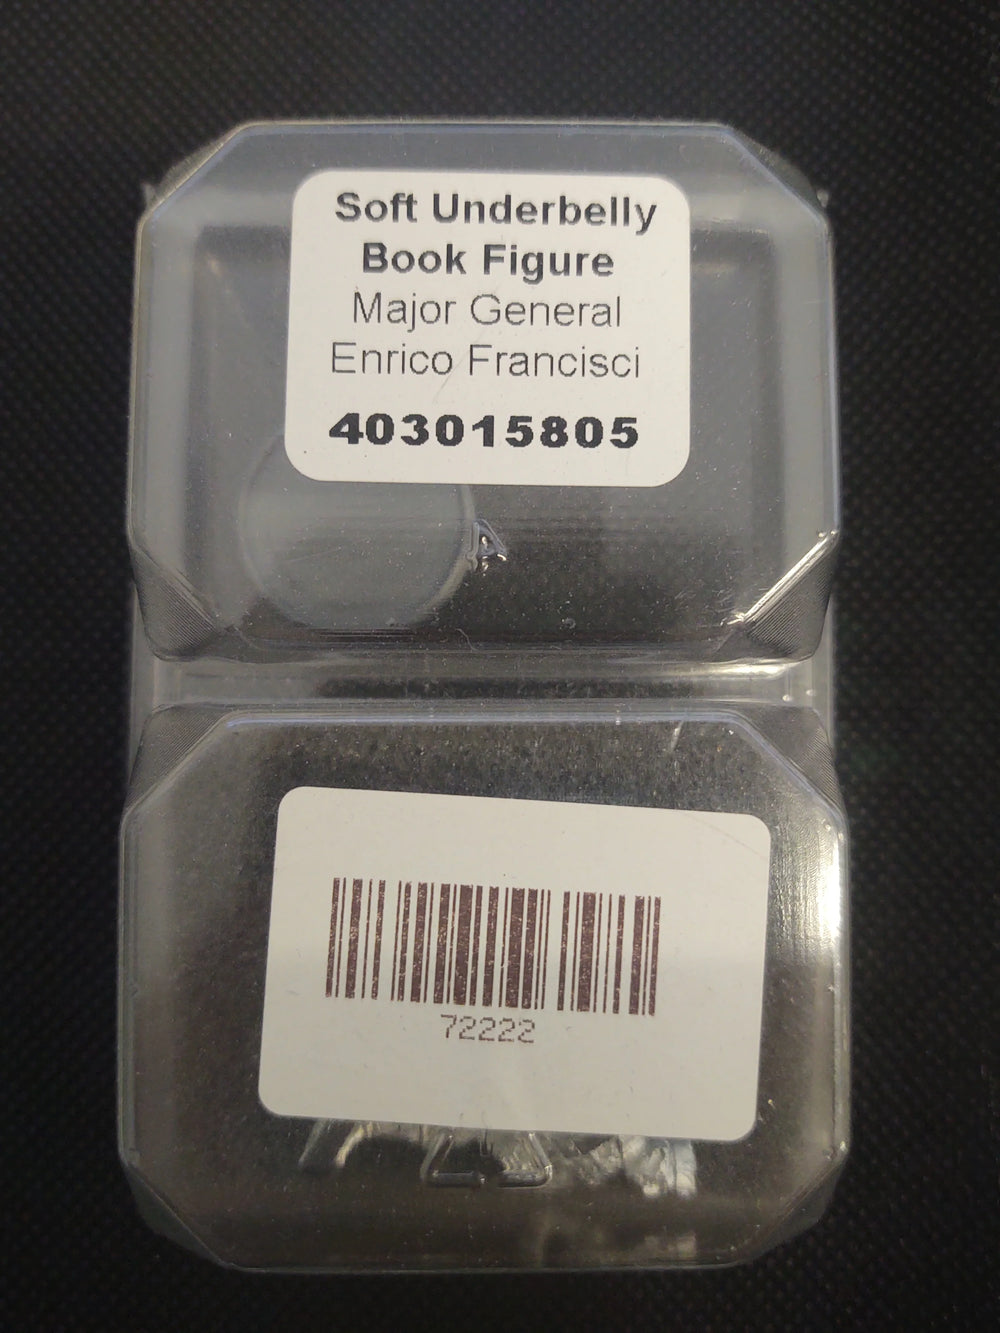 Soft Underbelly
Book Figure
Major General
Enrico Francisci
403015805
72222